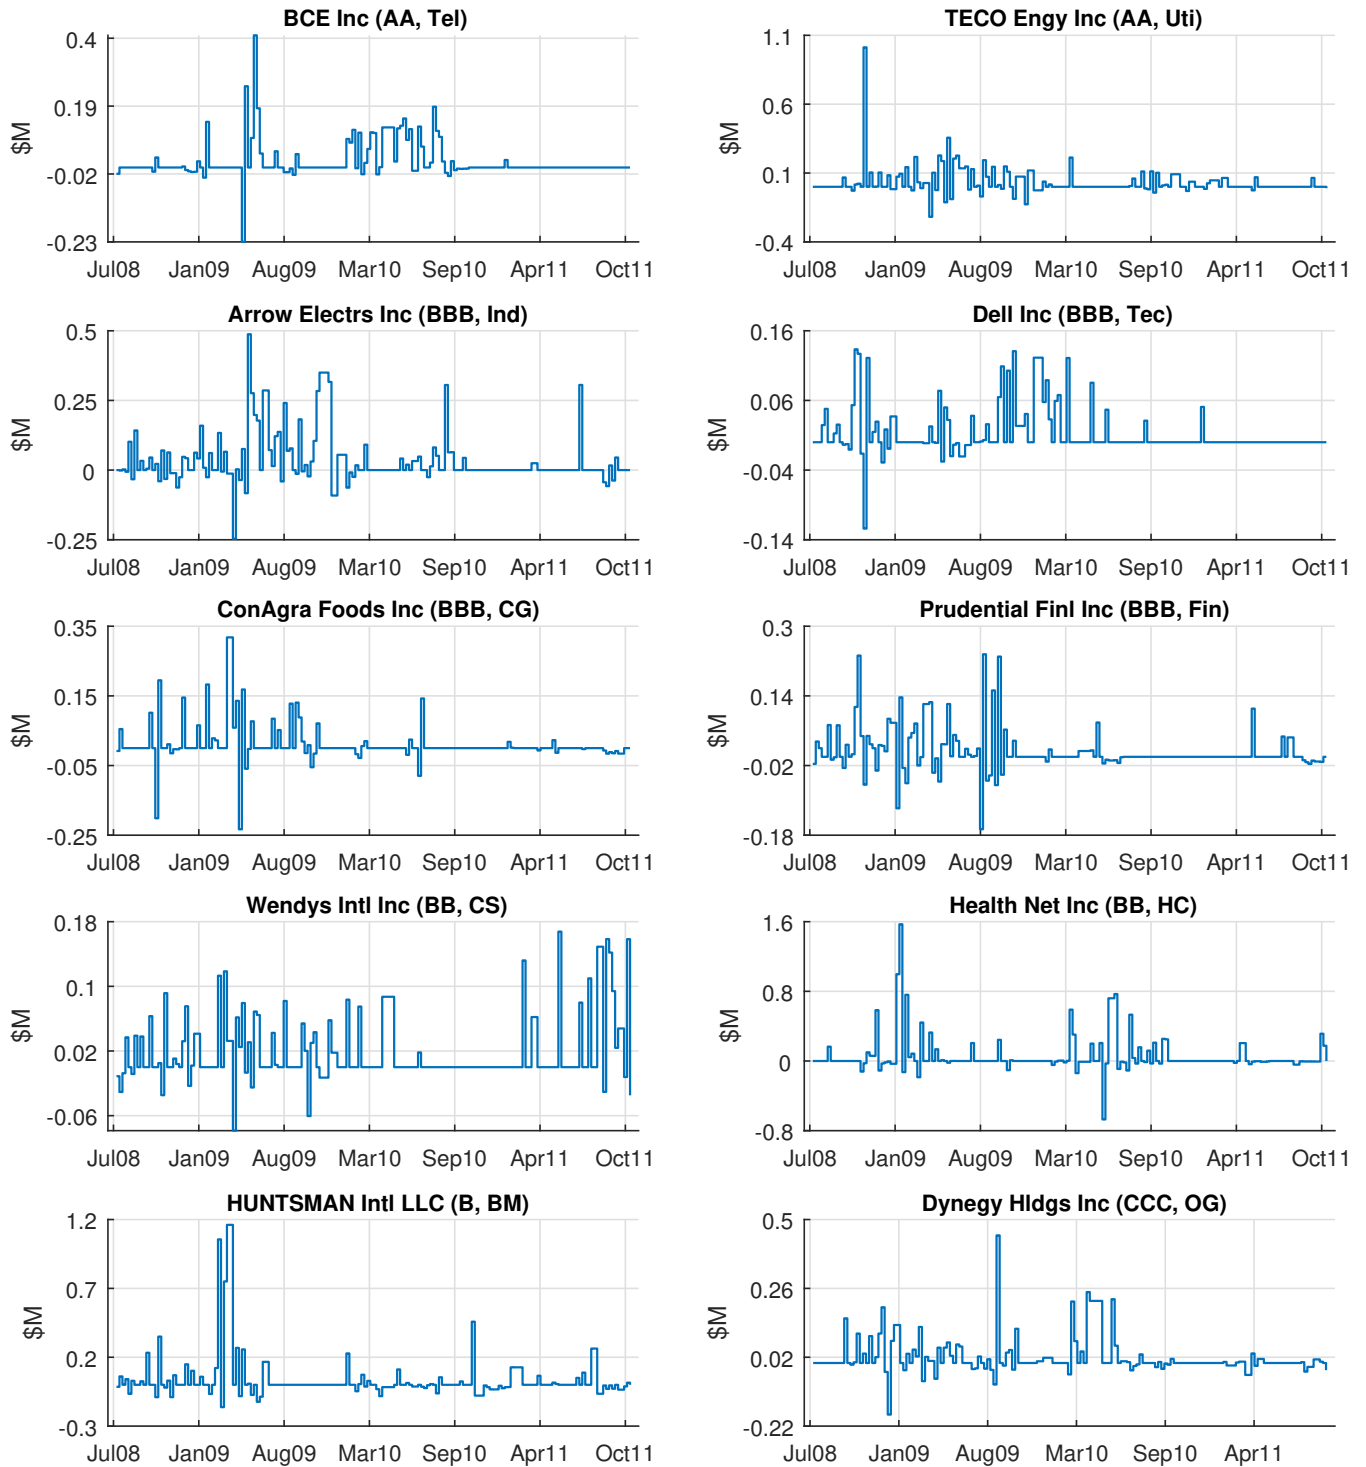 BCE Inc (AA, Tel)
$M
0.4
0.19
-0.02
-0.23
Jul08 Jan09 Aug09 Mar10 Sep10 Apr11 Oct11
TECO Engy Inc (AA, Uti)
$M
1.1
0.6
0.1
-0.4
Jul08 Jan09 Aug09 Mar10 Sep10 Apr11 Oct11
Arrow Electrs Inc (BBB, Ind)
$M
0.5
0.25
0
-0.25
Jul08 Jan09 Aug09 Mar10 Sep10 Apr11 Oct11
Dell Inc (BBB, Tec)
$M
0.16
0.06
-0.04
-0.14
Jul08 Jan09 Aug09 Mar10 Sep10 Apr11 Oct11
ConAgra Foods Inc (BBB, CG)
$M
0.35
0.15
-0.05
-0.25
Jul08 Jan09 Aug09 Mar10 Sep10 Apr11 Oct11
Prudential Finl Inc (BBB, Fin)
$M
0.3
0.14
-0.02
-0.18
Jul08 Jan09 Aug09 Mar10 Sep10 Apr11 Oct11
Wendys Intl Inc (BB, CS)
$M
0.18
0.1
0.02
-0.06
Jul08 Jan09 Aug09 Mar10 Sep10 Apr11 Oct11
Health Net Inc (BB, HC)
$M
1.6
0.8
0
-0.8
Jul08 Jan09 Aug09 Mar10 Sep10 Apr11 Oct11
HUNTSMAN Intl LLC (B, BM)
$M
1.2
0.7
0.2
-0.3
Jul08 Jan09 Aug09 Mar10 Sep10 Apr11 Oct11
Dynegy Hldgs Inc (CCC, OG)
$M
0.5
0.26
0.02
-0.22
Jul08 Jan09 Aug09 Mar10 Sep10 Apr11